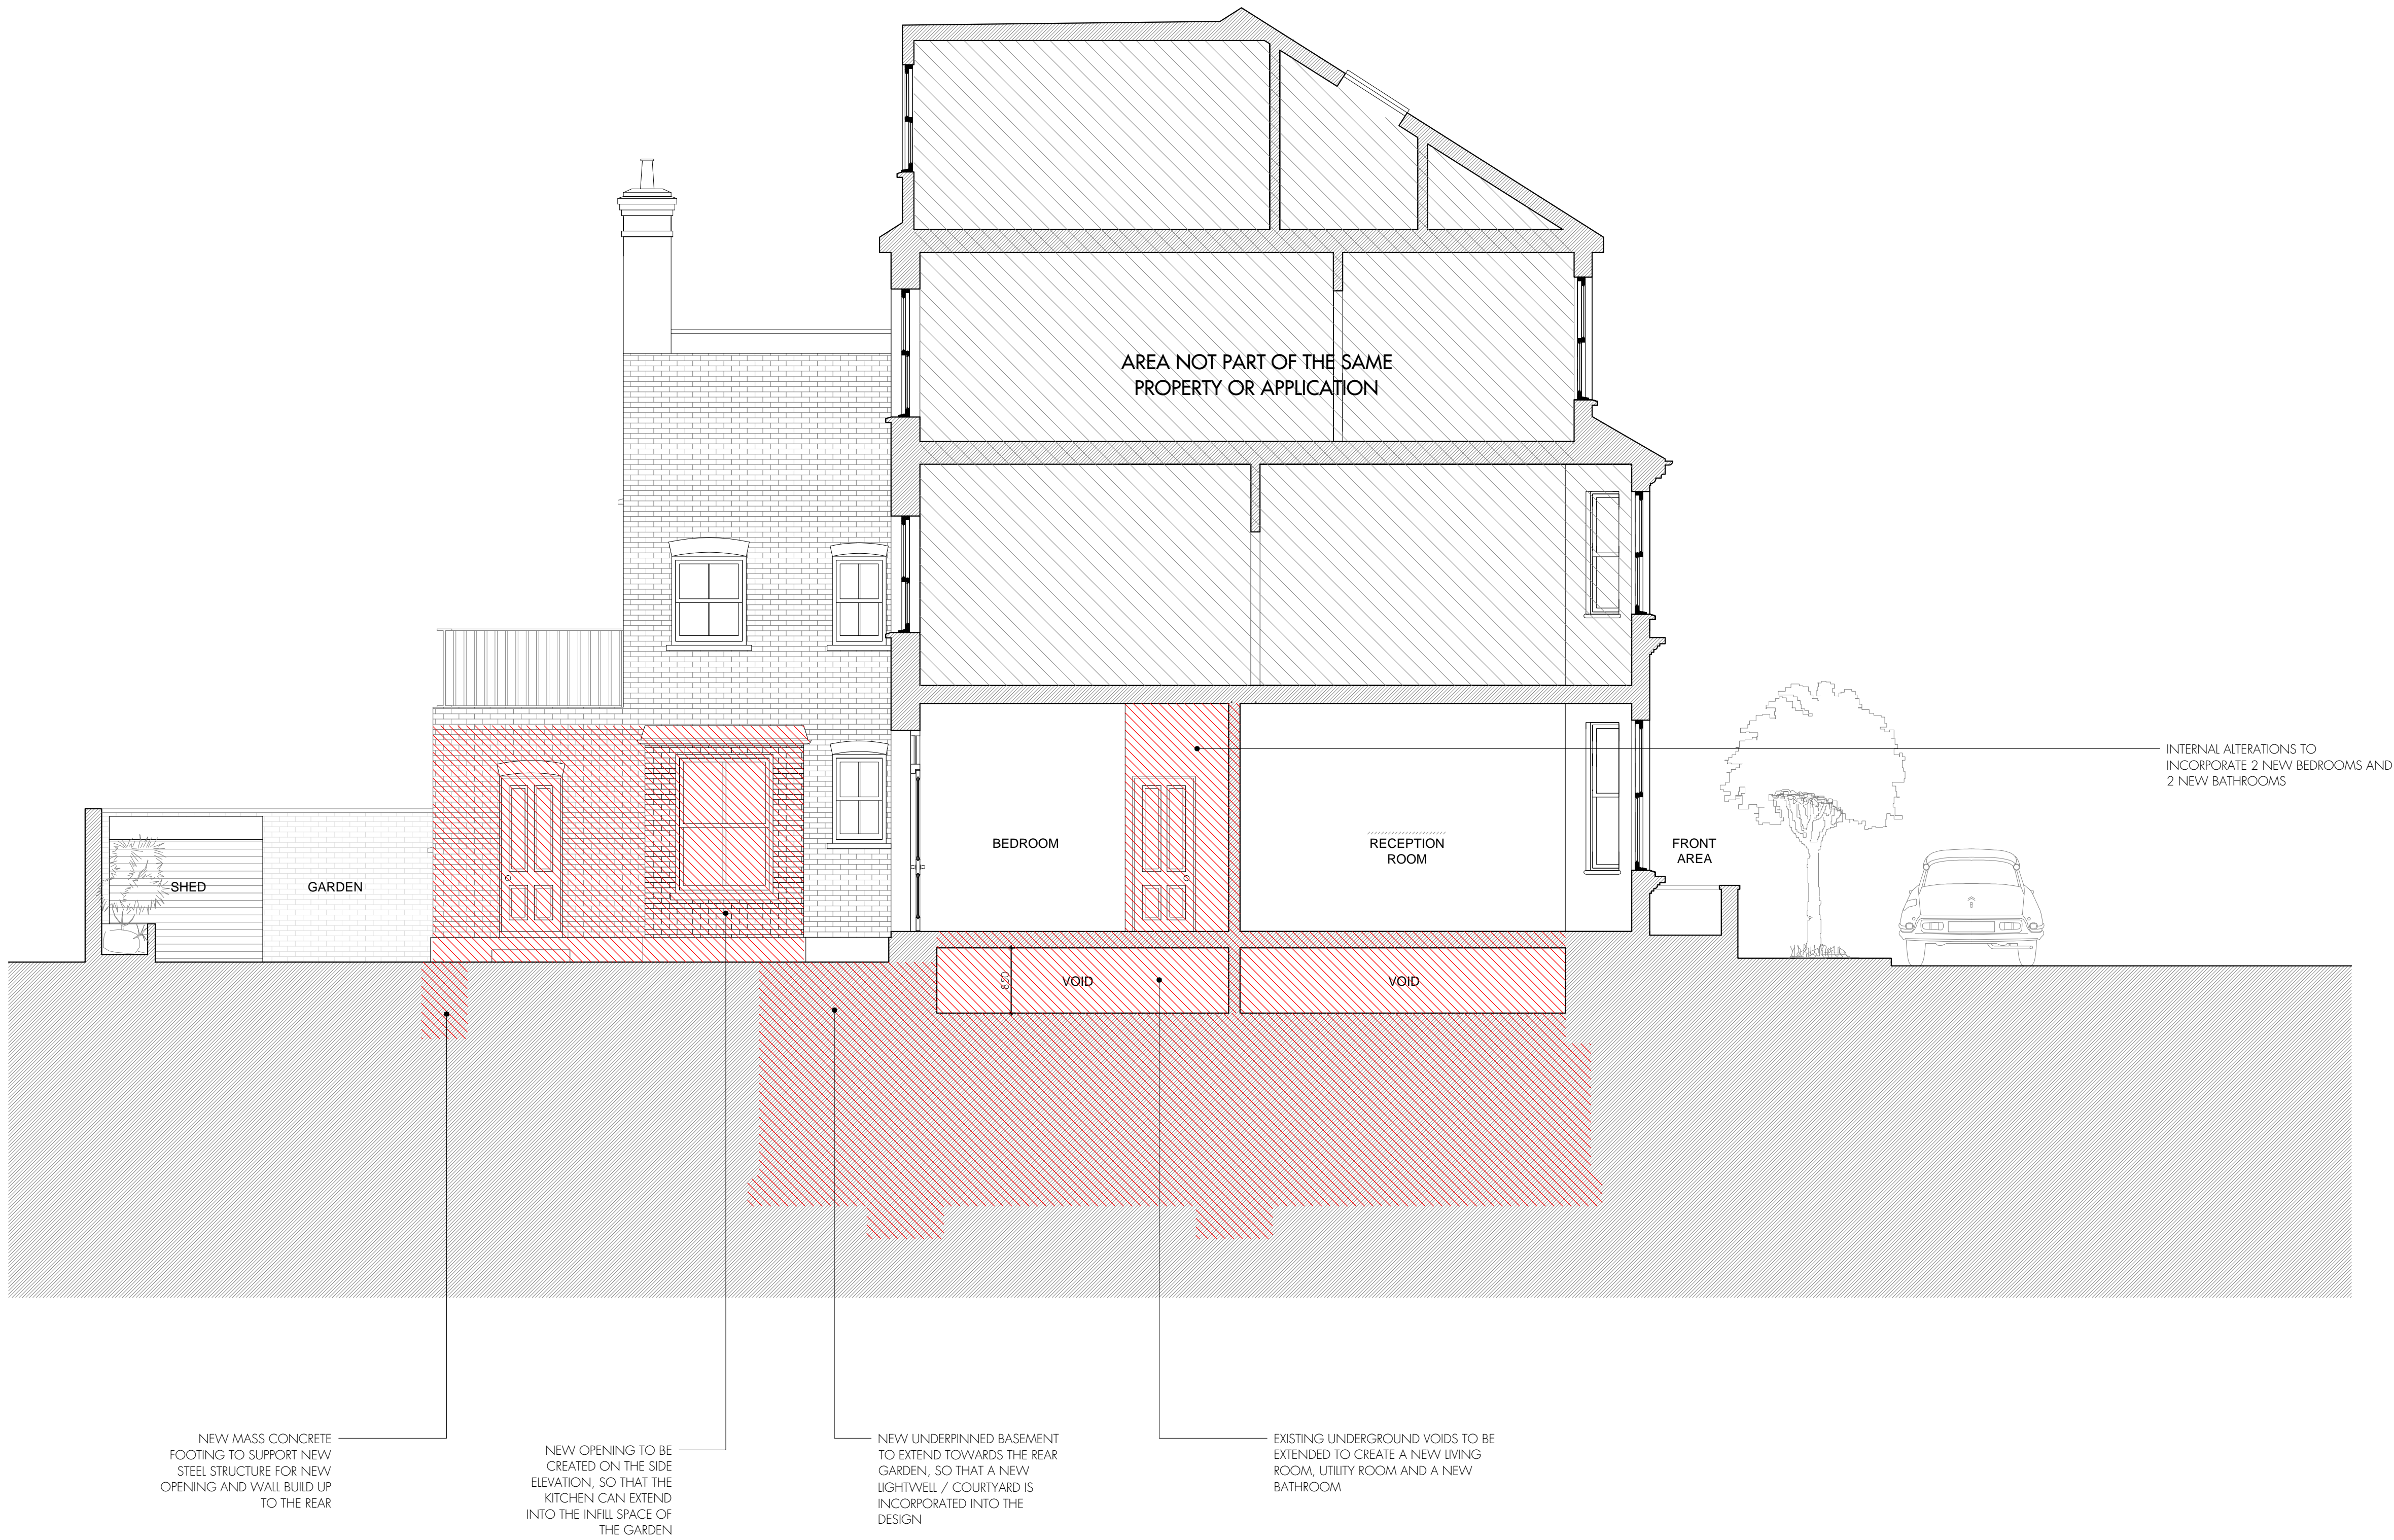 AREA NOT PART OF THE SAME
PROPERTY OR APPLICATION
INTERNAL ALTERATIONS TO
INCORPORATE 2 NEW BEDROOMS AND
2 NEW BATHROOMS
BEDROOM
RECEPTION
ROOM
FRONT
AREA
SHED
GARDEN
850
VOID
VOID
NEW MASS CONCRETE
FOOTING TO SUPPORT NEW
STEEL STRUCTURE FOR NEW
OPENING AND WALL BUILD UP
TO THE REAR
NEW OPENING TO BE
CREATED ON THE SIDE
ELEVATION, SO THAT THE
KITCHEN CAN EXTEND
INTO THE INFILL SPACE OF
THE GARDEN
NEW UNDERPINNED BASEMENT
TO EXTEND TOWARDS THE REAR
GARDEN, SO THAT A NEW
LIGHTWELL / COURTYARD IS
INCORPORATED INTO THE
DESIGN
EXISTING UNDERGROUND VOIDS TO BE
EXTENDED TO CREATE A NEW LIVING
ROOM, UTILITY ROOM AND A NEW
BATHROOM